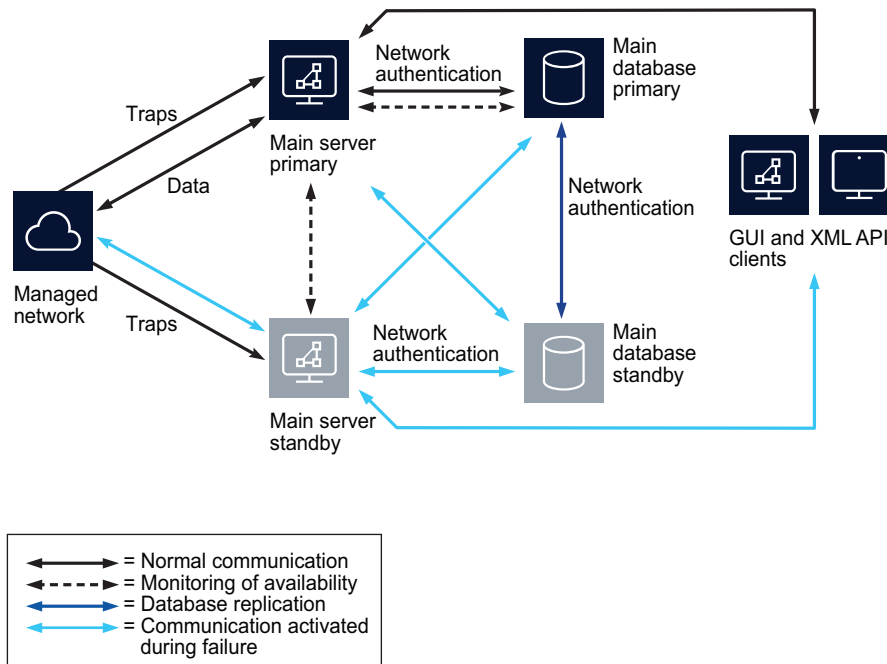 Network
authentication
Main
database
primary
Traps
Main server
primary
Data
Network
authentication
GUI and XML API
clients
Managed
network
Traps
Network
authentication
Main
database
standby
Main server
standby
= Normal communication
= Monitoring of availability
= Database replication
= Communication activated
during failure